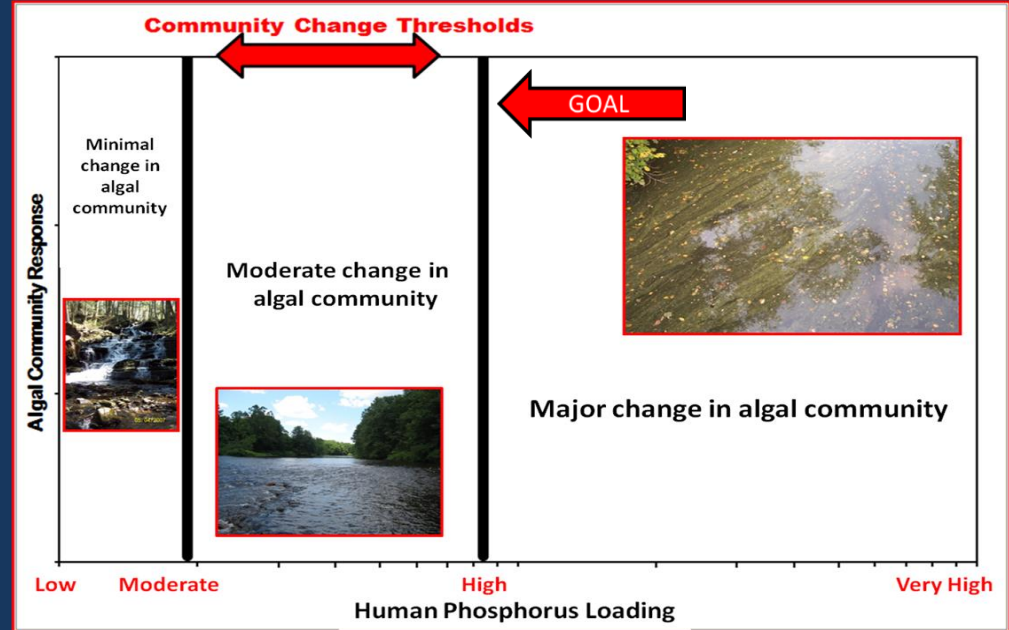 Community Change Thresholds
GOAL
Minimal
change in
algal
community
Moderate change in
algal community
Major change in algal community
Algal Community Response
Low
Moderate
High
Very High
Human Phosphorus Loading